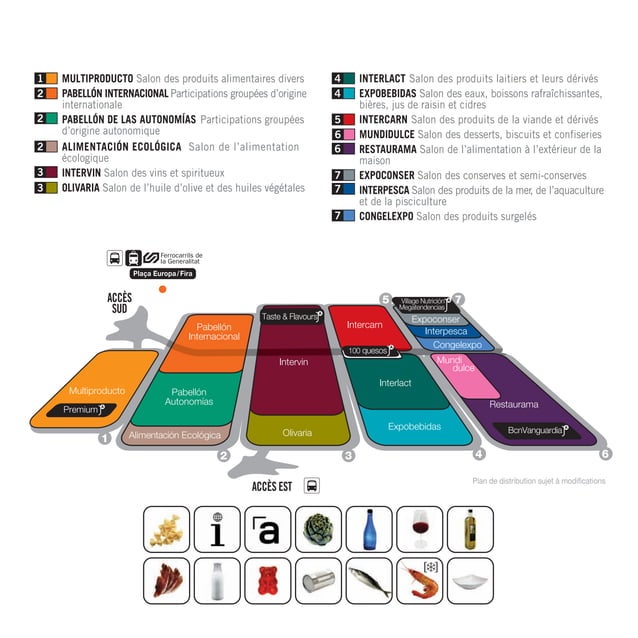 1 MULTIPRODUCTO Salon des produits alimentaires divers
2 PABELLÓN INTERNACIONAL Participations groupées d'origine
internationale
2 PABELLÓN DE LAS AUTONOMÍAS Participations groupées
d'origine autonomique
2 ALIMENTACIÓN ECOLÓGICA Salon de l'alimentation
écologique
3 INTERVIN Salon des vins et spiritueux
3 OLIVARIA Salon de l'huile d'olive et des huiles végétales
4 INTERLACT Salon des produits laitiers et leurs dérivés
4 EXPOBEBIDAS Salon des eaux, boissons rafraîchissantes,
bières, jus de raisin et cidres
5 INTERCARN Salon des produits de la viande et dérivés
6 MUNDIDULCE Salon des desserts, biscuits et confiseries
6 RESTAURAMA Salon de l'alimentation à l'extérieur de la
maison
7 EXPOCONSER Salon des conserves et semi-conserves
7 INTERPESCA Salon des produits de la mer, de l'aquaculture
et de la pisciculture
7 CONGELEXPO Salon des produits surgelés
Ferrocarrils de
la Generalitat
Plaça Europa/Fira
ACCÈS
SUD
5
7
Village Nutrición
Megatendencias
Expoconser
Interpesca
Congelexpo
Taste & Flavours
Pabellón
Internacional
Intercarn
100 quesos
Intervin
Mundi
dulce
Multiproducto
Premium
Pabellón
Autonomías
Interlact
Restaurama
Alimentación Ecológica
Olivaria
Expobebidas
BcnVanguardia
1
2
3
4
6
ACCÈS EST
Plan de distribution sujet à modifications
i
a